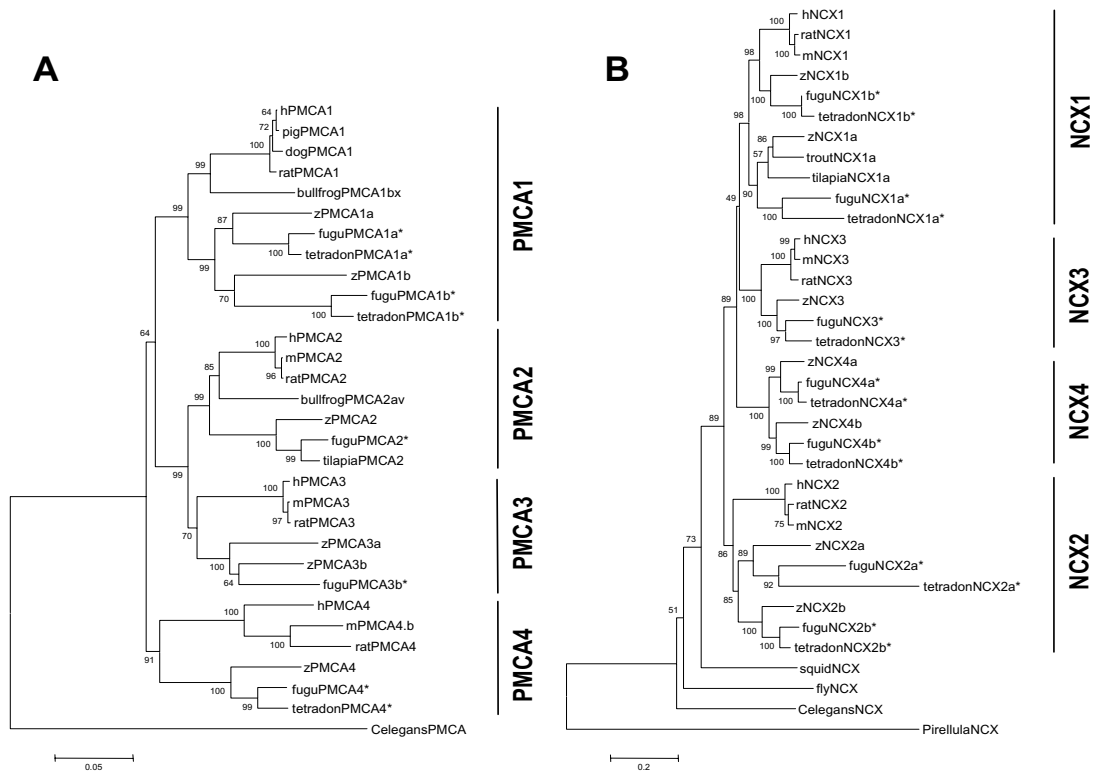 A
64
hPMCA1
72
pigPMCA1
100
dogPMCA1
ratPMCA1
99
bullfrogPMCA1bx
99
87
zPMCA1a
fuguPMCA1a*
100
tetradonPMCA1a*
99
zPMCA1b
70
fuguPMCA1b*
100
tetradonPMCA1b*
PMCA1
64
100
hPMCA2
mPMCA2
85
96
ratPMCA2
99
bullfrogPMCA2av
zPMCA2
100
fuguPMCA2*
99
tilapiaPMCA2
PMCA2
99
100
hPMCA3
mPMCA3
97
ratPMCA3
70
zPMCA3a
100
zPMCA3b
64
fuguPMCA3b*
PMCA3
100
hPMCA4
mPMCA4.b
100
ratPMCA4
91
zPMCA4
100
fuguPMCA4*
99
tetradonPMCA4*
PMCA4
CelegansPMCA
0.05
B
100
hNCX1
ratNCX1
100
mNCX1
98
zNCX1b
100
fuguNCX1b*
100
tetradonNCX1b*
98
86
zNCX1a
57
troutNCX1a
tilapiaNCX1a
90
fuguNCX1a*
100
tetradonNCX1a*
NCX1
49
99
hNCX3
100
mNCX3
ratNCX3
100
zNCX3
100
fuguNCX3*
97
tetradonNCX3*
NCX3
89
99
zNCX4a
fuguNCX4a*
100
tetradonNCX4a*
zNCX4b
99
fuguNCX4b*
100
tetradonNCX4b*
NCX4
89
100
hNCX2
ratNCX2
75
mNCX2
86
89
zNCX2a
fuguNCX2a*
92
tetradonNCX2a*
85
zNCX2b
100
fuguNCX2b*
100
tetradonNCX2b*
NCX2
73
squidNCX
51
flyNCX
CelegansNCX
PirellulaNCX
0.2